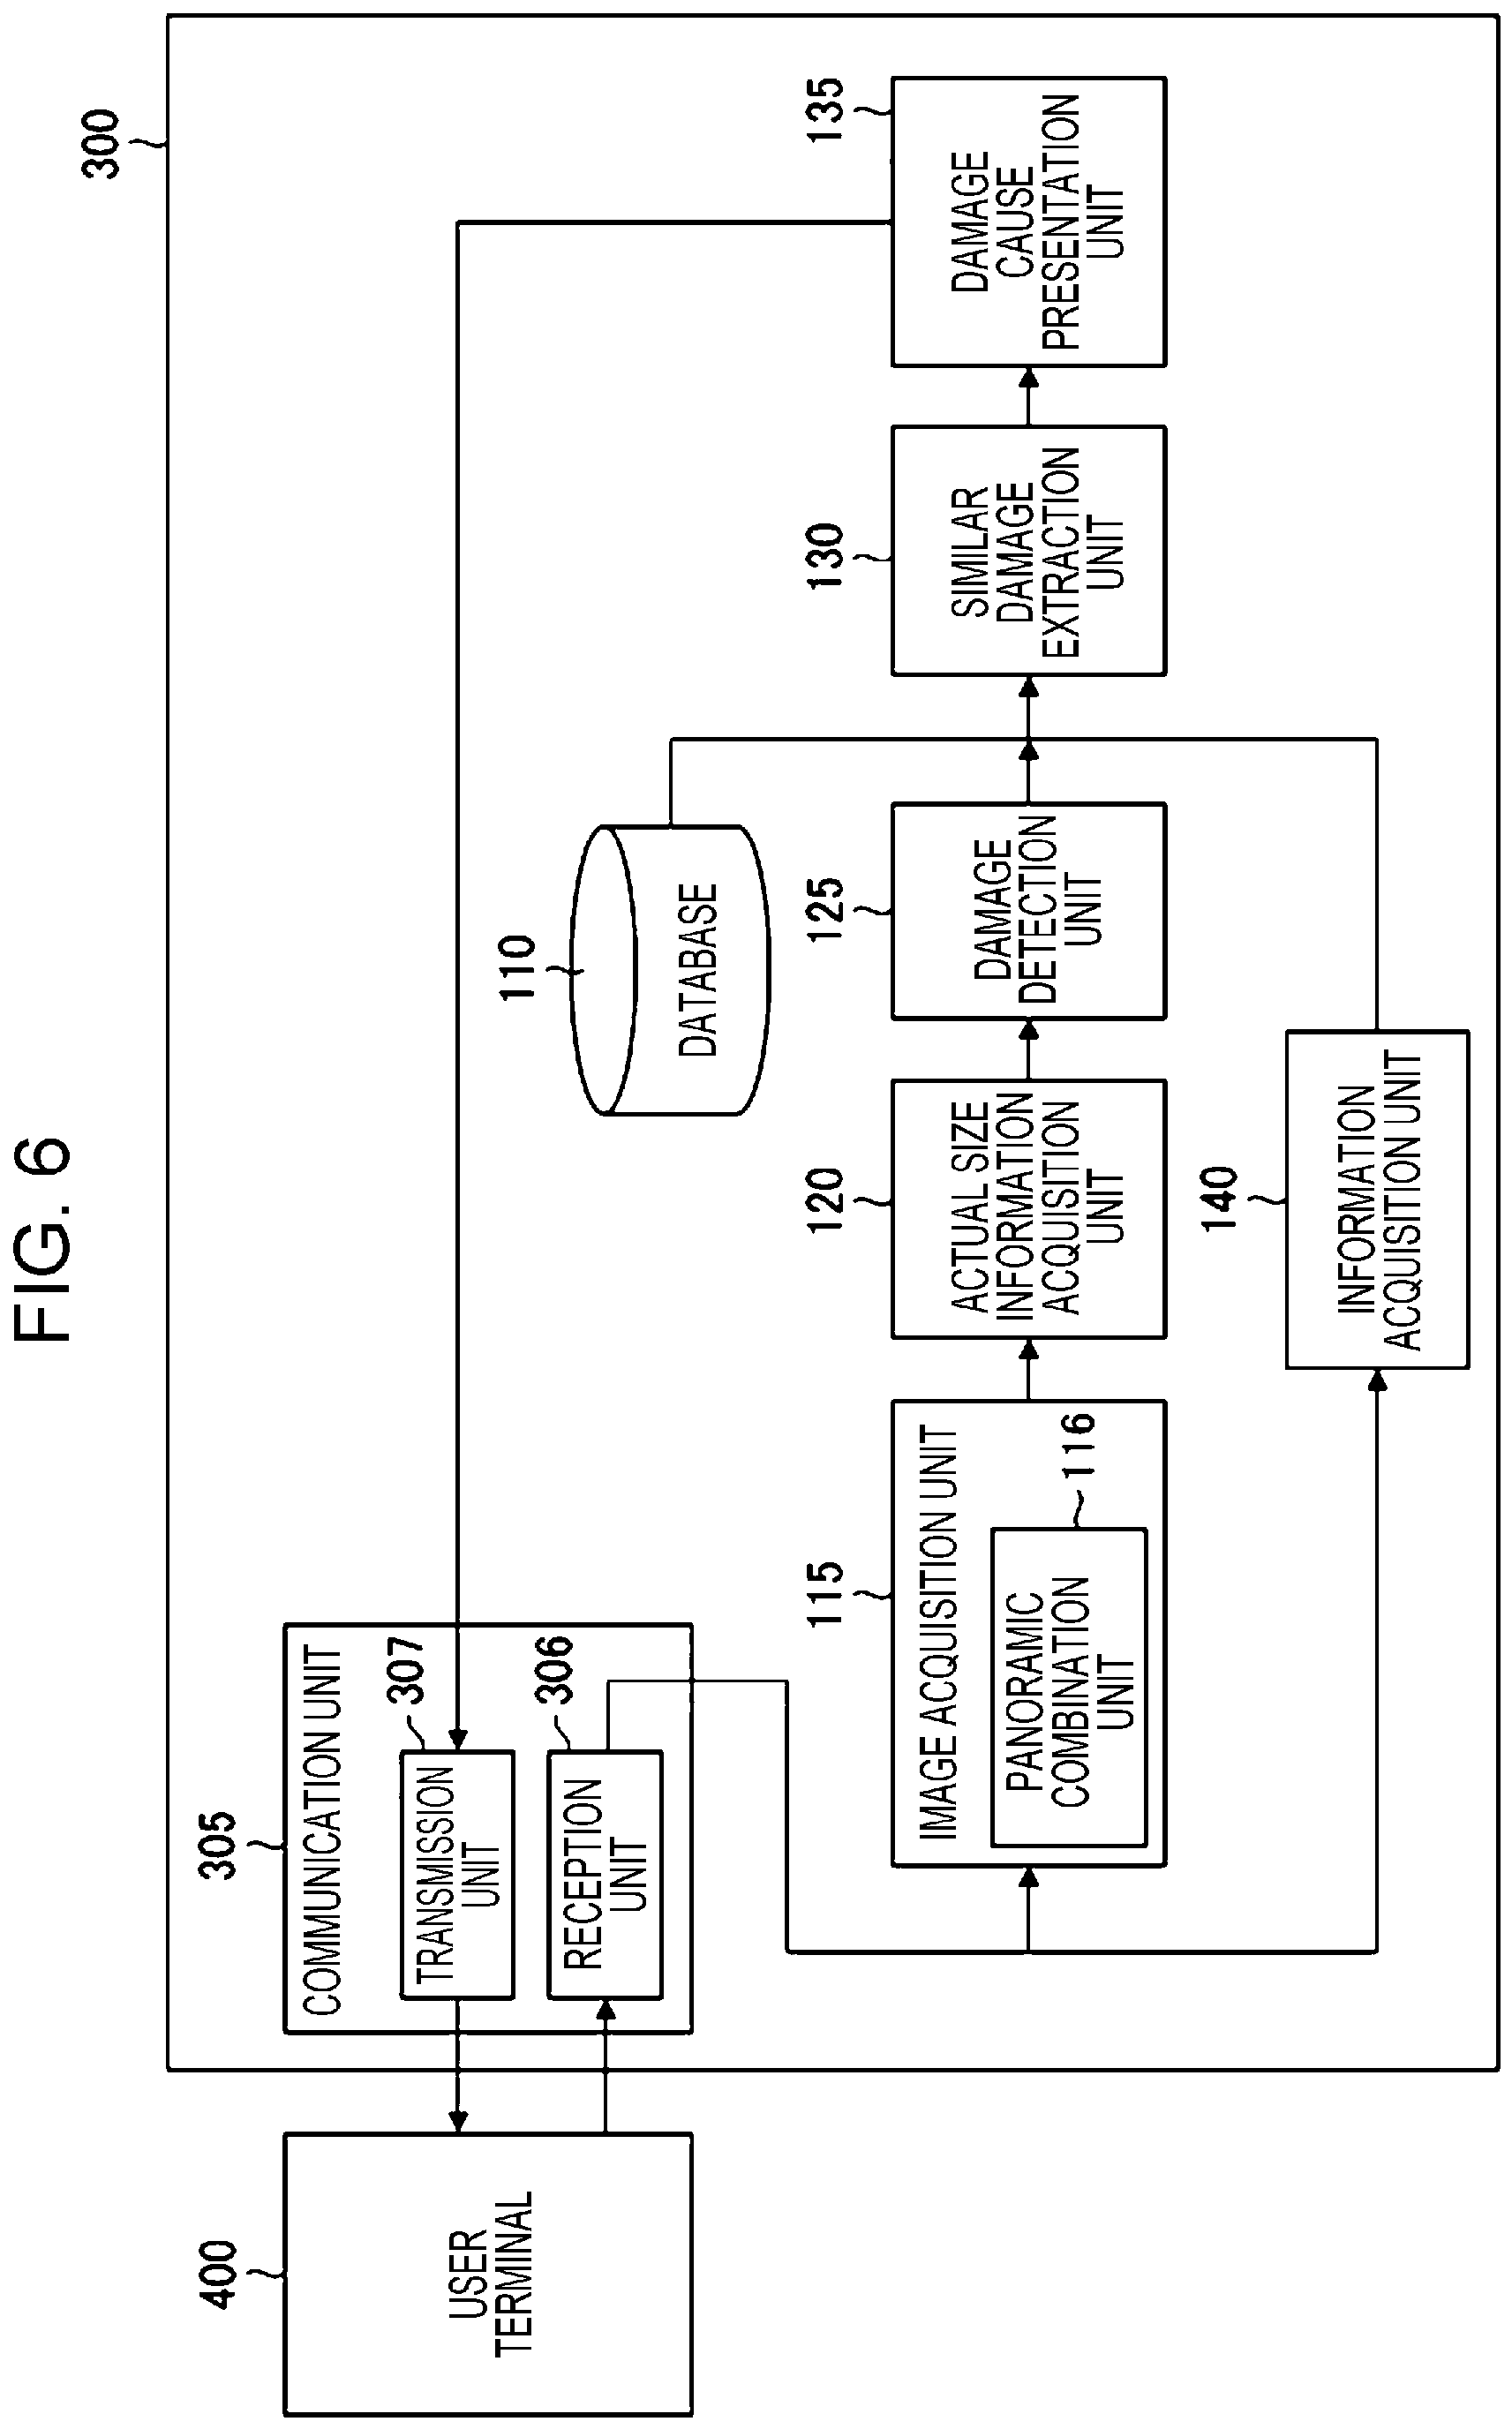 FIG. 6
300
400
USER
TERMINAL
305
COMMUNICATION UNIT
307
TRANSMISSION
UNIT
306
RECEPTION
UNIT
110
DATABASE
115
IMAGE ACQUISITION UNIT
116
PANORAMIC
COMBINATION
UNIT
120
ACTUAL SIZE
INFORMATION
ACQUISITION
UNIT
125
DAMAGE
DETECTION
UNIT
130
SIMILAR
DAMAGE
EXTRACTION
UNIT
135
DAMAGE
CAUSE
PRESENTATION
UNIT
140
INFORMATION
ACQUISITION UNIT